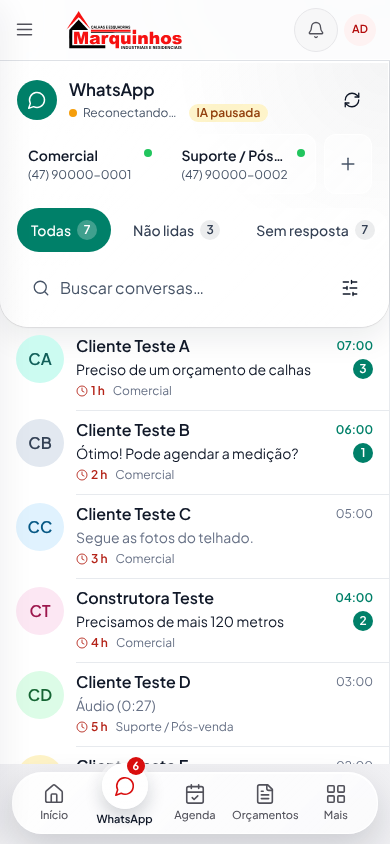 CALHAS E ESQUADRIAS
Marquinhos
INDUSTRIAIS E RESIDENCIAIS
AD
WhatsApp
Reconectando... IA pausada
Comercial
(47) 90000-0001
Suporte / Pós...
(47) 90000-0002
Todas 7
Não lidas 3
Sem resposta 7
Buscar conversas...
CA
Cliente Teste A 07:00
Preciso de um orçamento de calhas 3
1 h Comercial
CB
Cliente Teste B 06:00
Ótimo! Pode agendar a medição? 1
2 h Comercial
CC
Cliente Teste C 05:00
Segue as fotos do telhado.
3 h Comercial
CT
Construtora Teste 04:00
Precisamos de mais 120 metros 2
4 h Comercial
CD
Cliente Teste D 03:00
Áudio (0:27)
5 h Suporte / Pós-venda
6
Início
WhatsApp
Agenda
Orçamentos
Mais